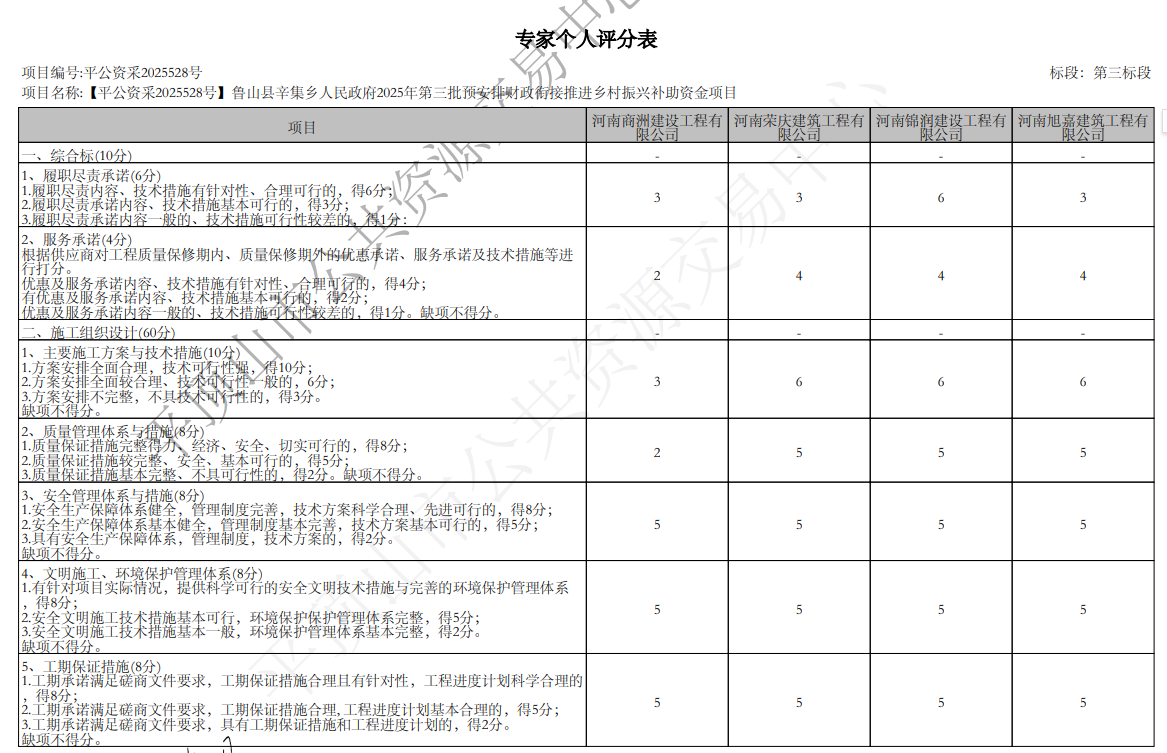 专家个人评分表
项目编号:平公资采2025528号
标段：第三标段
项目名称:【平公资采2025528号】鲁山县辛集乡人民政府2025年第三批预安排财政衔接推进乡村振兴补助资金项目
项目
河南商洲建设工程有限公司
河南荣庆建筑工程有限公司
河南锦润建设工程有限公司
河南旭嘉建筑工程有限公司
一、综合标(10分)
- - - -
1、履职尽责承诺(6分)
1.履职尽责内容、技术措施有针对性、合理可行的，得6分；
2.履职尽责承诺内容、技术措施基本可行的，得3分；
3.履职尽责承诺内容一般的、技术措施可行性较差的，得1分：
3 3 6 3
2、服务承诺(4分)
根据供应商对工程质量保修期内、质量保修期外的优惠承诺、服务承诺及技术措施等进
行打分。
优惠及服务承诺内容、技术措施有针对性、合理可行的，得4分；
有优惠及服务承诺内容、技术措施基本可行的，得2分；
优惠及服务承诺内容一般的、技术措施可行性较差的，得1分。缺项不得分。
2 4 4 4
二、施工组织设计(60分)
- - - -
1、主要施工方案与技术措施(10分)
1.方案安排全面合理，技术可行性强，得10分；
2.方案安排全面较合理、技术可行性一般的，6分；
3.方案安排不完整，不具技术可行性的，得3分。
缺项不得分。
3 6 6 6
2、质量管理体系与措施(8分)
1.质量保证措施完整得力、经济、安全、切实可行的，得8分；
2.质量保证措施较完整、安全、基本可行的，得5分；
3.质量保证措施基本完整、不具可行性的，得2分。缺项不得分。
2 5 5 5
3、安全管理体系与措施(8分)
1.安全生产保障体系健全，管理制度完善，技术方案科学合理、先进可行的，得8分；
2.安全生产保障体系基本健全，管理制度基本完善，技术方案基本可行的，得5分；
3.具有安全生产保障体系，管理制度，技术方案的，得2分。
缺项不得分。
5 5 5 5
4、文明施工、环境保护管理体系(8分)
1.有针对项目实际情况，提供科学可行的安全文明技术措施与完善的环境保护管理体系
，得8分；
2.安全文明施工技术措施基本可行，环境保护保护管理体系完整，得5分；
3.安全文明施工技术措施基本一般，环境保护管理体系基本完整，得2分。
缺项不得分。
5 5 5 5
5、工期保证措施(8分)
1.工期承诺满足磋商文件要求，工期保证措施合理且有针对性，工程进度计划科学合理的
，得8分；
2.工期承诺满足磋商文件要求，工期保证措施合理,工程进度计划基本合理的，得5分；
3.工期承诺满足磋商文件要求，具有工期保证措施和工程进度计划的，得2分。
缺项不得分。
5 5 5 5
平顶山市公共资源交易中心
平顶山市公共资源交易中心